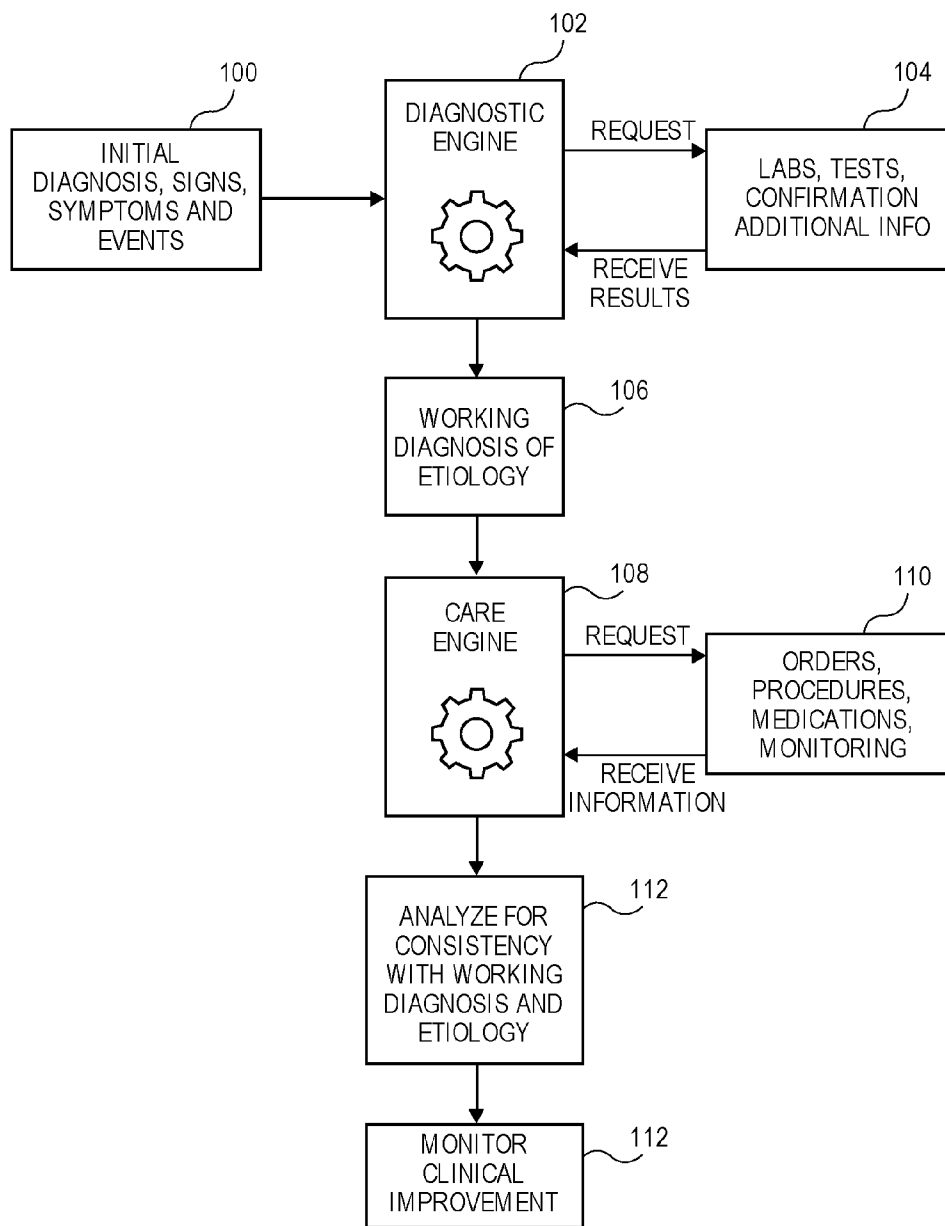 100
INITIAL
DIAGNOSIS, SIGNS,
SYMPTOMS AND
EVENTS
102
DIAGNOSTIC
ENGINE
REQUEST
RECEIVE
RESULTS
104
LABS, TESTS,
CONFIRMATION
ADDITIONAL INFO
106
WORKING
DIAGNOSIS OF
ETIOLOGY
108
CARE
ENGINE
REQUEST
RECEIVE
INFORMATION
110
ORDERS,
PROCEDURES,
MEDICATIONS,
MONITORING
112
ANALYZE FOR
CONSISTENCY
WITH WORKING
DIAGNOSIS AND
ETIOLOGY
112
MONITOR
CLINICAL
IMPROVEMENT